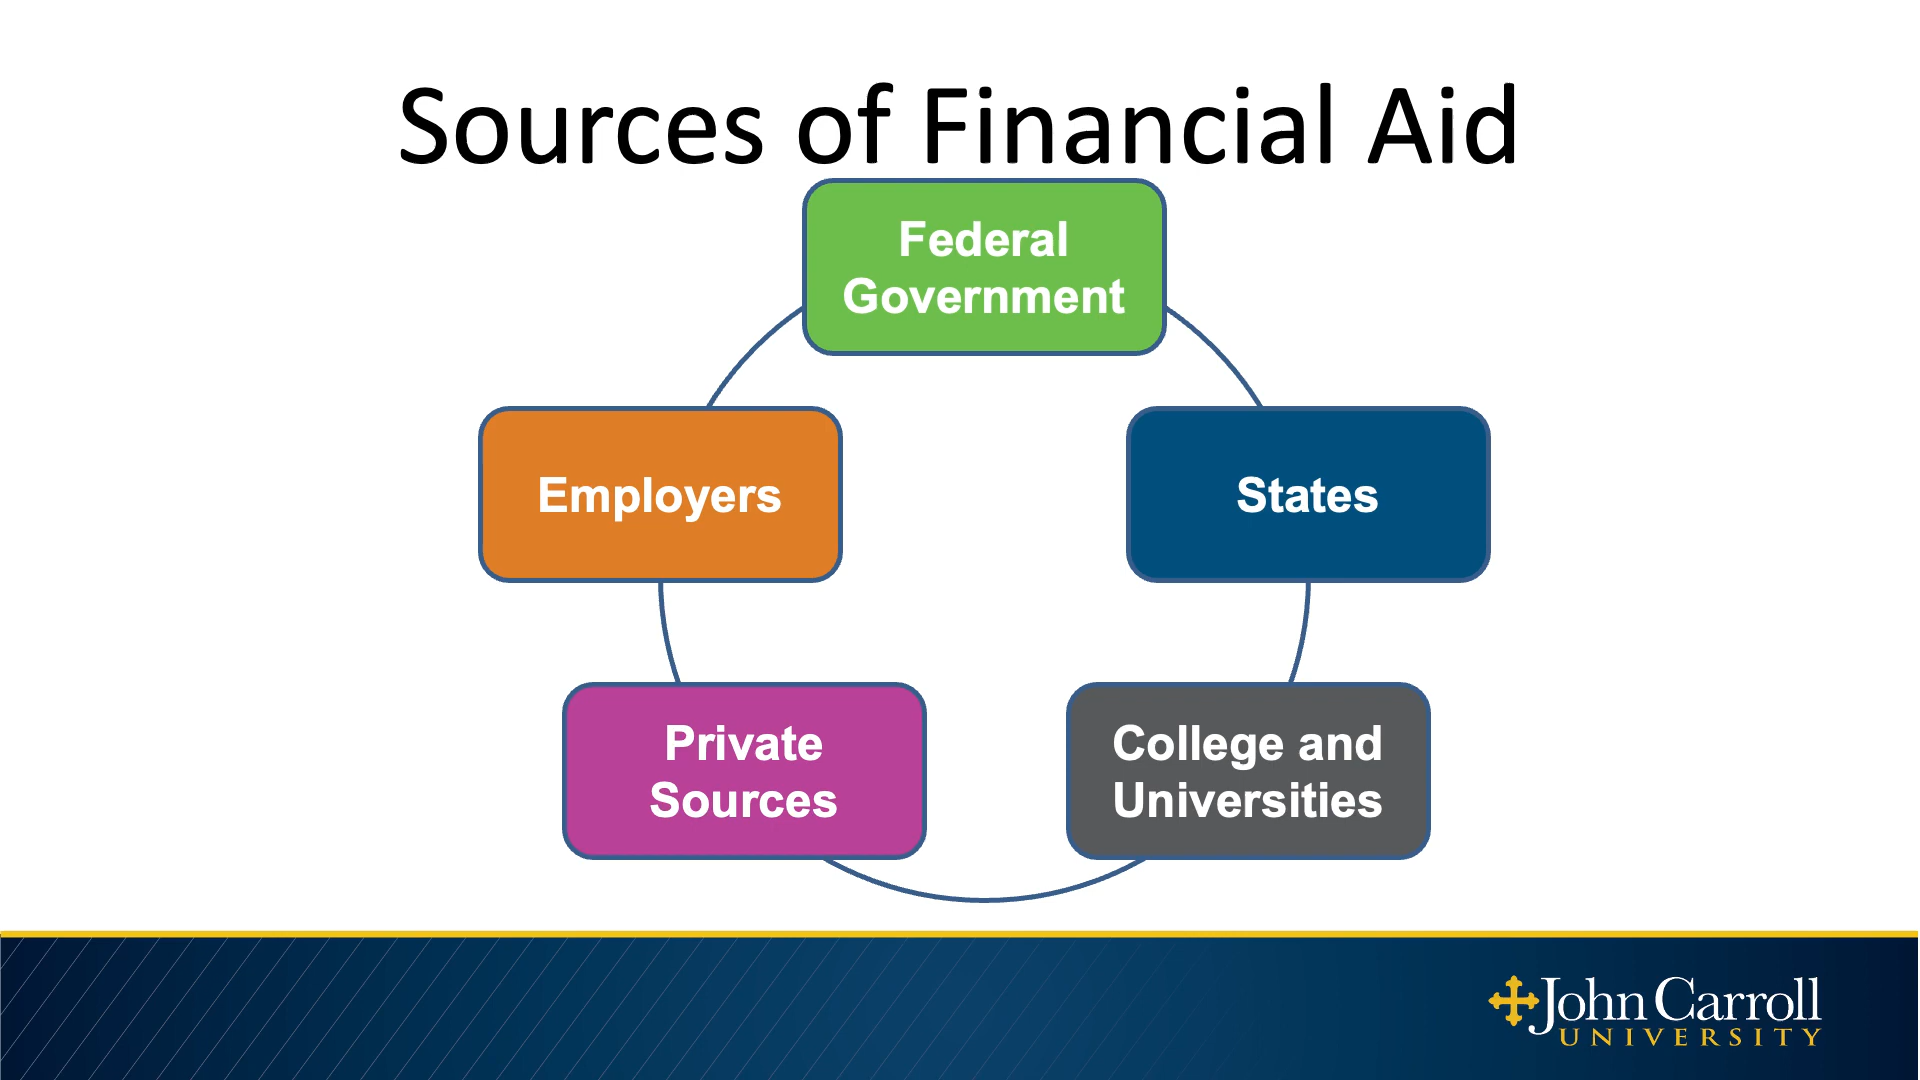 Sources of Financial Aid
Federal
Government
Employers
States
Private
Sources
College and
Universities
John Carroll
UNIVERSITY